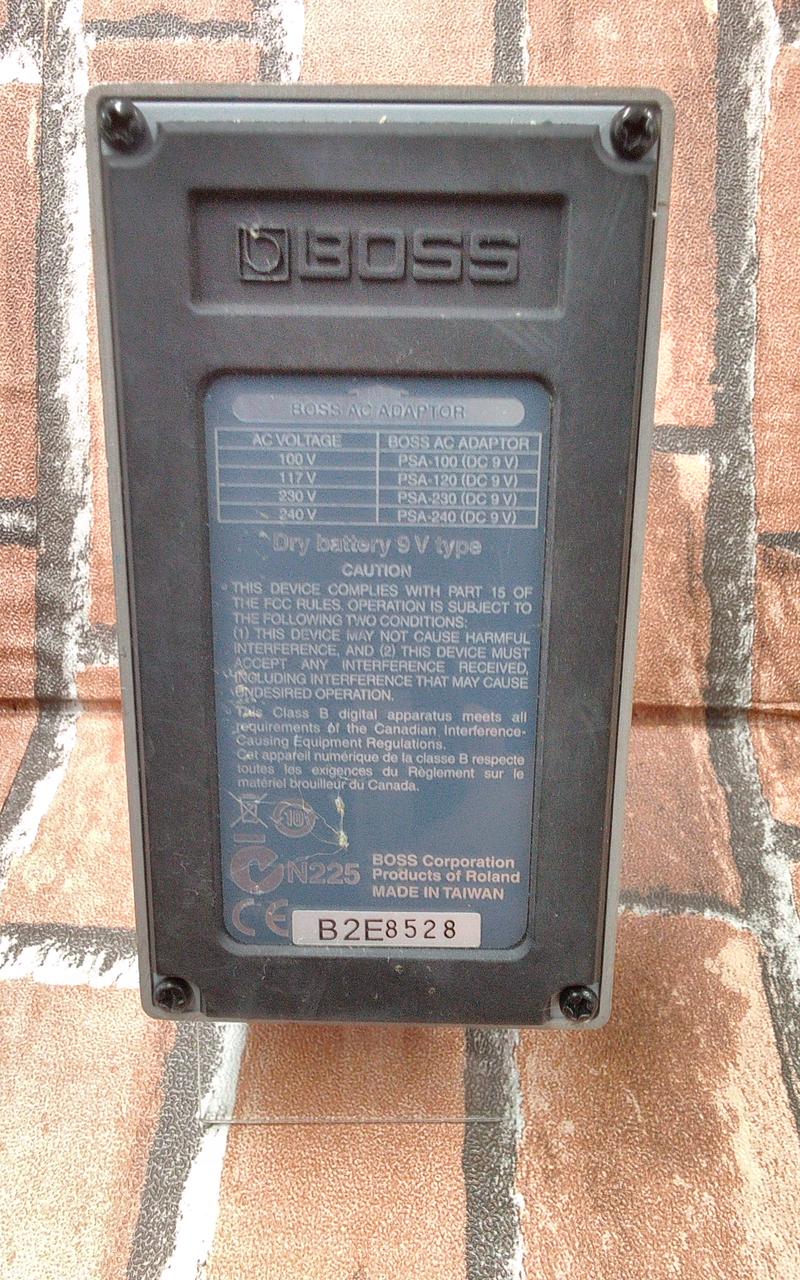 BOSS
BOSS AC ADAPTOR
AC VOLTAGE BOSS AC ADAPTOR
100 V PSA-100 (DC 9 V)
117 V PSA-120 (DC 9 V)
230 V PSA-230 (DC 9 V)
240 V PSA-240 (DC 9 V)
Dry battery 9 V type
CAUTION
THIS DEVICE COMPLIES WITH PART 15 OF
THE FCC RULES. OPERATION IS SUBJECT TO
THE FOLLOWING TWO CONDITIONS:
(1) THIS DEVICE MAY NOT CAUSE HARMFUL
INTERFERENCE, AND (2) THIS DEVICE MUST
ACCEPT ANY INTERFERENCE RECEIVED,
INCLUDING INTERFERENCE THAT MAY CAUSE
UNDESIRED OPERATION.
This Class B digital apparatus meets all
requirements of the Canadian Interference-
Causing Equipment Regulations.
Cet appareil numérique de la classe B respecte
toutes les exigences du Règlement sur le
matériel brouilleur du Canada.
10
N225
BOSS Corporation
Products of Roland
MADE IN TAIWAN
CE
B2E8528